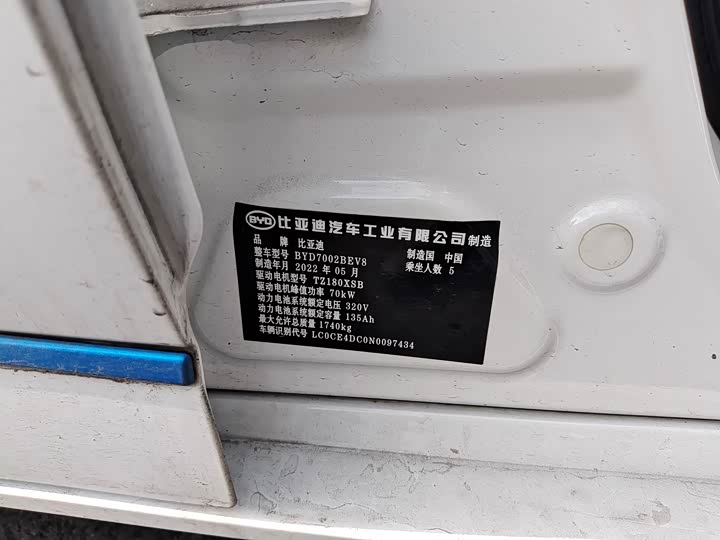 BYD 比亚迪汽车工业有限公司 制造
品 牌 比亚迪 制造国 中国
整车型号 BYD7002BEV8 乘坐人数 5
制造年月 2022 年 05 月
驱动电机型号 TZ180XSB
驱动电机峰值功率 70kW
动力电池系统额定电压 320V
动力电池系统额定容量 135Ah
最大允许总质量 1740kg
车辆识别代号 LC0CE4DC0N0097434